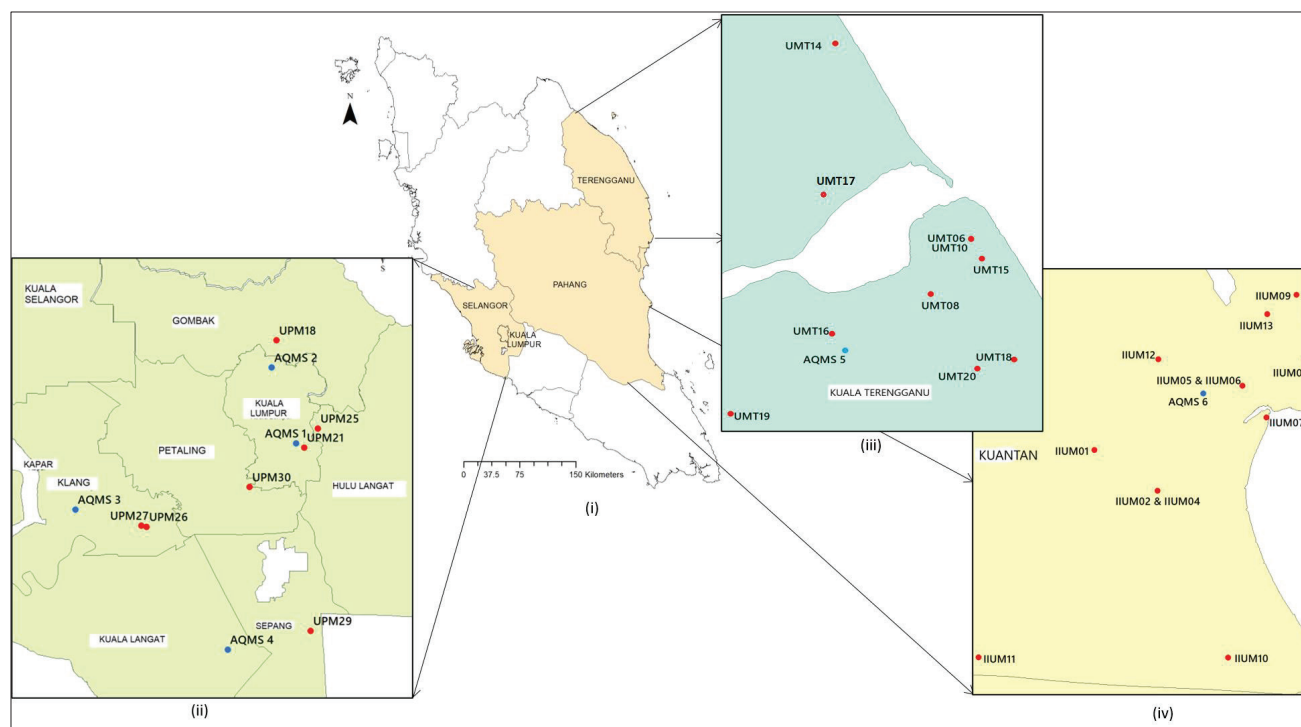 N
TERENGGANU
PAHANG
SELANGOR
KUALA
LUMPUR
0 37.5 75 150 Kilometers
(i)
S
KUALA
SELANGOR
GOMBAK
UPM18
AQMS 2
KUALA
LUMPUR
UPM25
AQMS 1
UPM21
PETALING
UPM30
HULU LANGAT
KAPAR
KLANG
AQMS 3
UPM27
UPM26
SEPANG
UPM29
KUALA LANGAT
AQMS 4
(ii)
UMT14
UMT17
UMT06
UMT10
UMT15
UMT08
UMT16
AQMS 5
UMT18
UMT20
KUALA TERENGGANU
UMT19
(iii)
IIUM09
IIUM13
IIUM12
IIUM05 & IIUM06
IIUM0
AQMS 6
IIUM07
IIUM01
KUANTAN
IIUM02 & IIUM04
IIUM11
IIUM10
(iv)